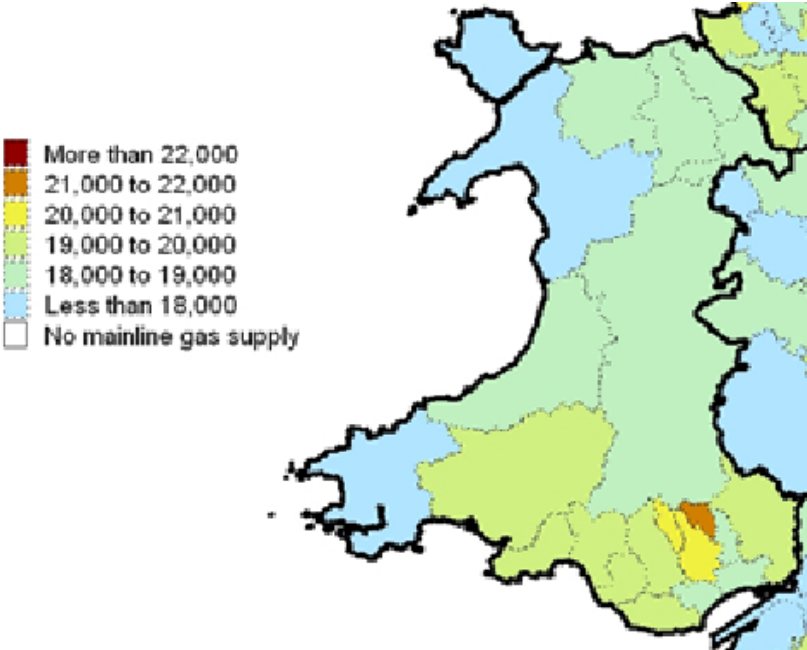 More than 22,000
21,000 to 22,000
20,000 to 21,000
19,000 to 20,000
18,000 to 19,000
Less than 18,000
No mainline gas supply